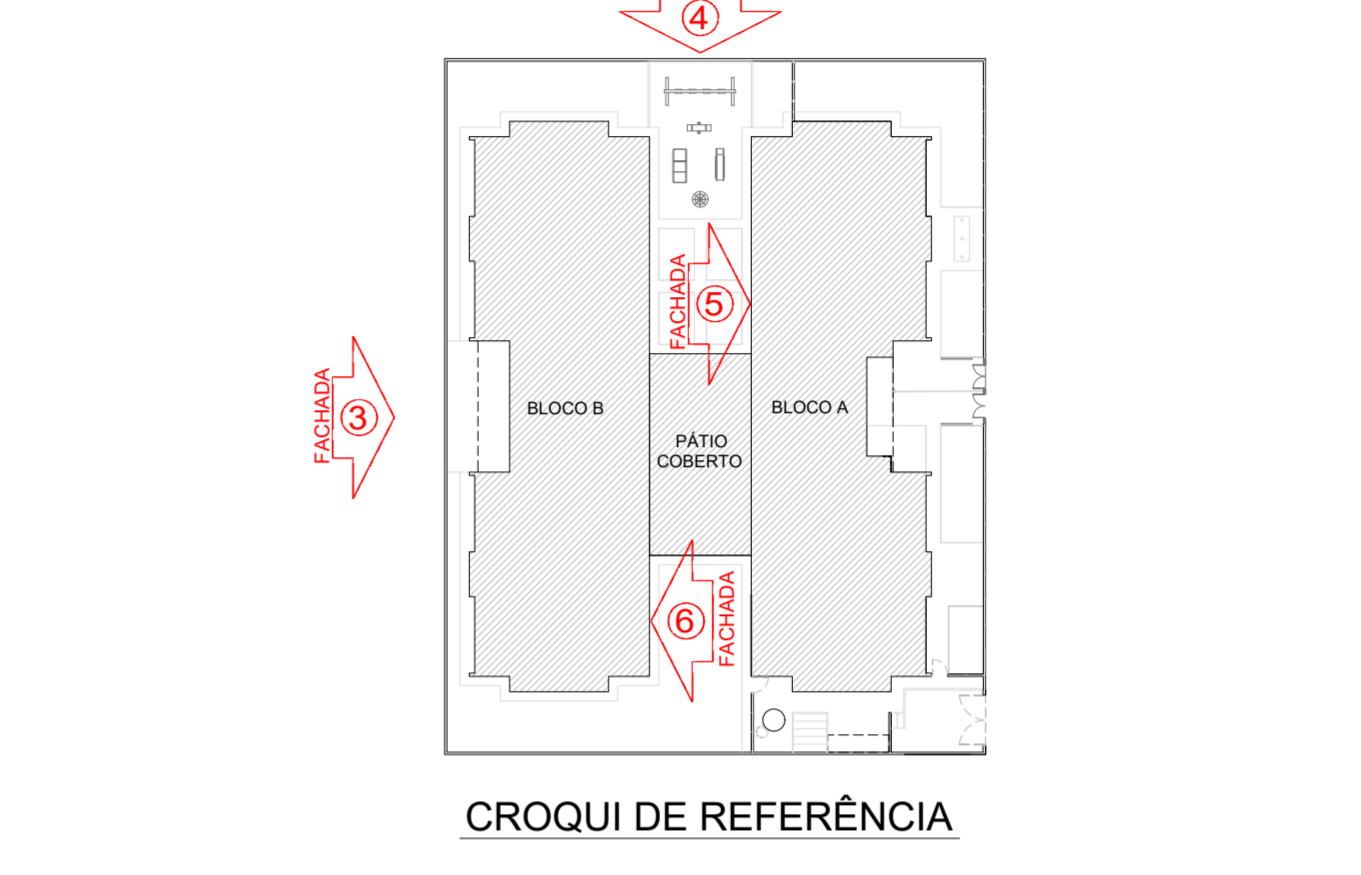 4
FACHADA
5
FACHADA
3
BLOCO B
BLOCO A
PÁTIO
COBERTO
6
FACHADA
CROQUI DE REFERÊNCIA